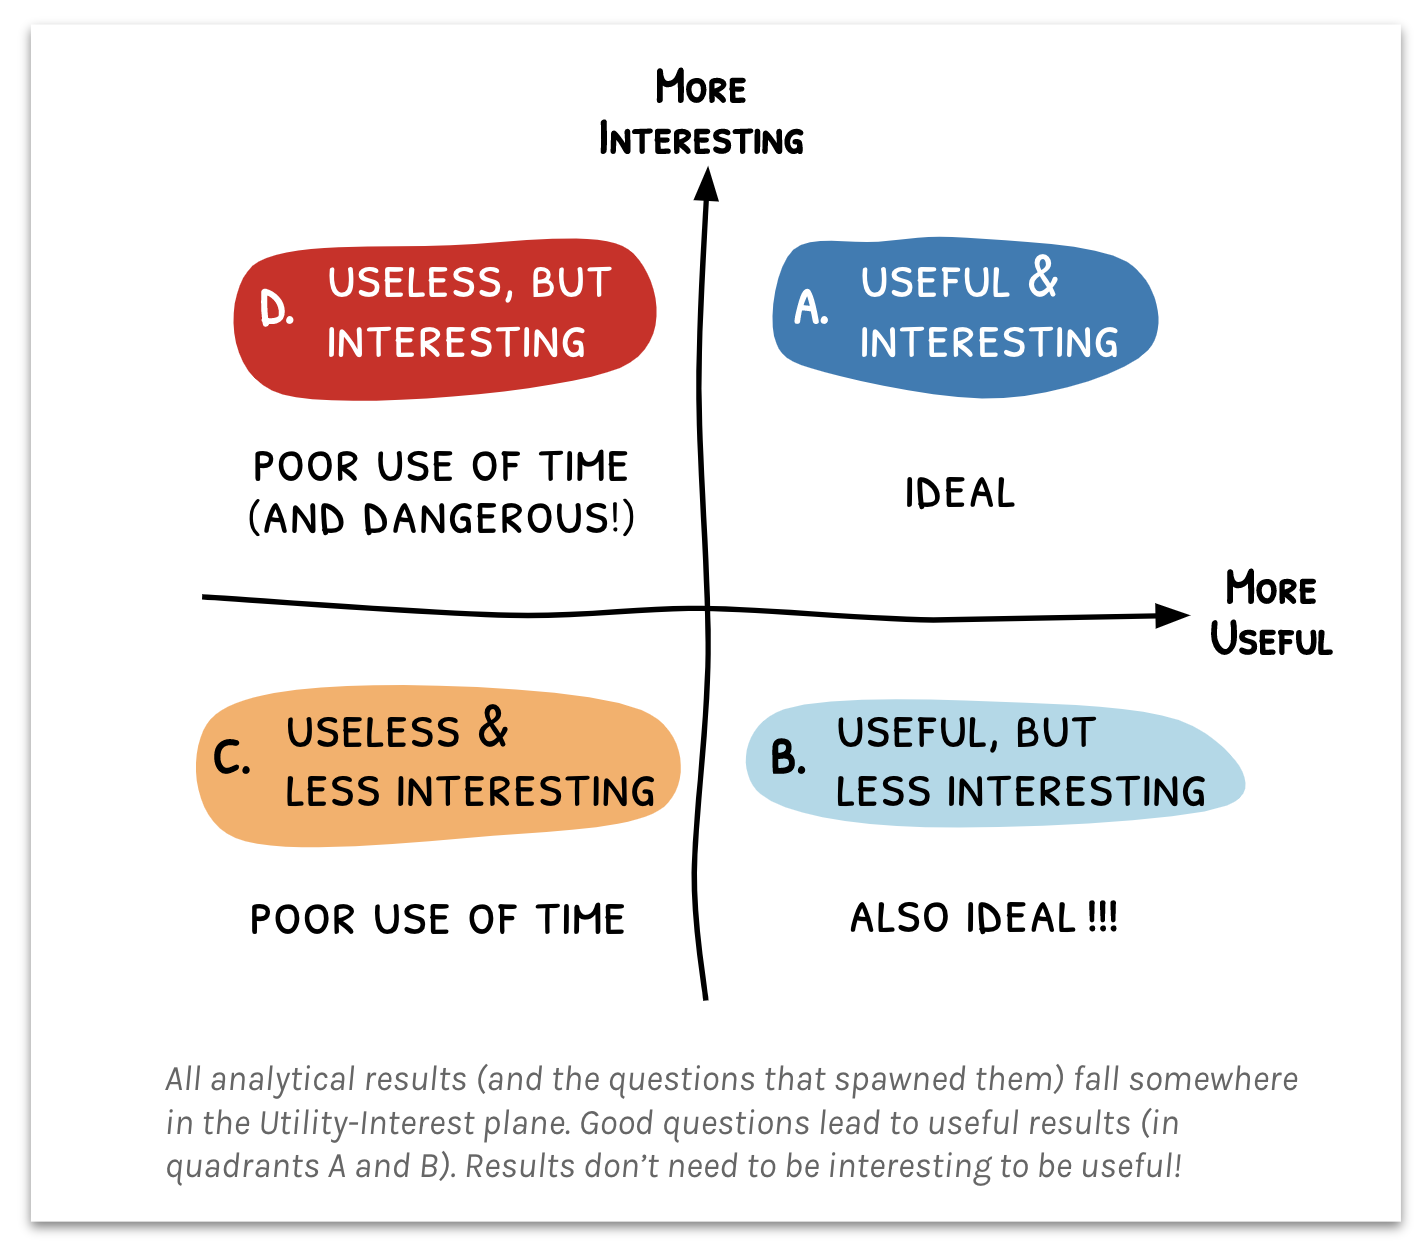 More
Interesting
D. USELESS, BUT
INTERESTING
A. USEFUL &
INTERESTING
POOR USE OF TIME
(AND DANGEROUS!)
IDEAL
More
Useful
C. USELESS &
LESS INTERESTING
B. USEFUL, BUT
LESS INTERESTING
POOR USE OF TIME
ALSO IDEAL !!!
All analytical results (and the questions that spawned them) fall somewhere
in the Utility-Interest plane. Good questions lead to useful results (in
quadrants A and B). Results don't need to be interesting to be useful!